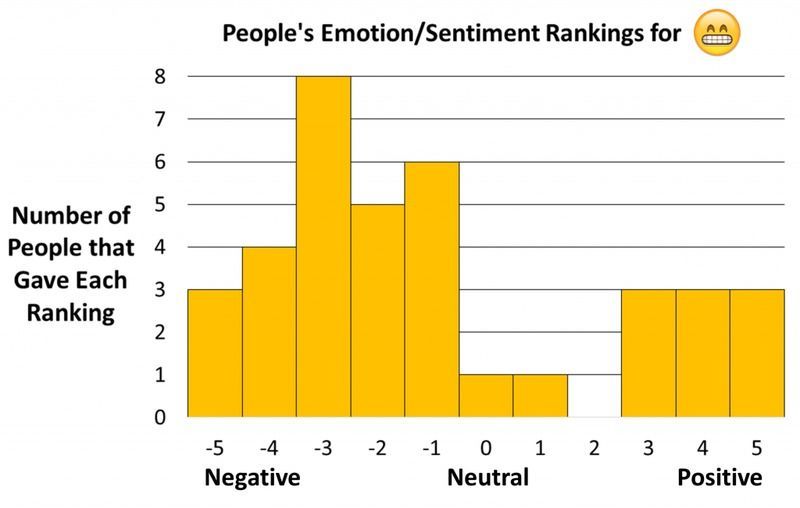 People's Emotion/Sentiment Rankings for
8
7
6
5
4
3
2
1
0
Number of
People that
Gave Each
Ranking
-5 -4 -3 -2 -1 0 1 2 3 4 5
Negative Neutral Positive